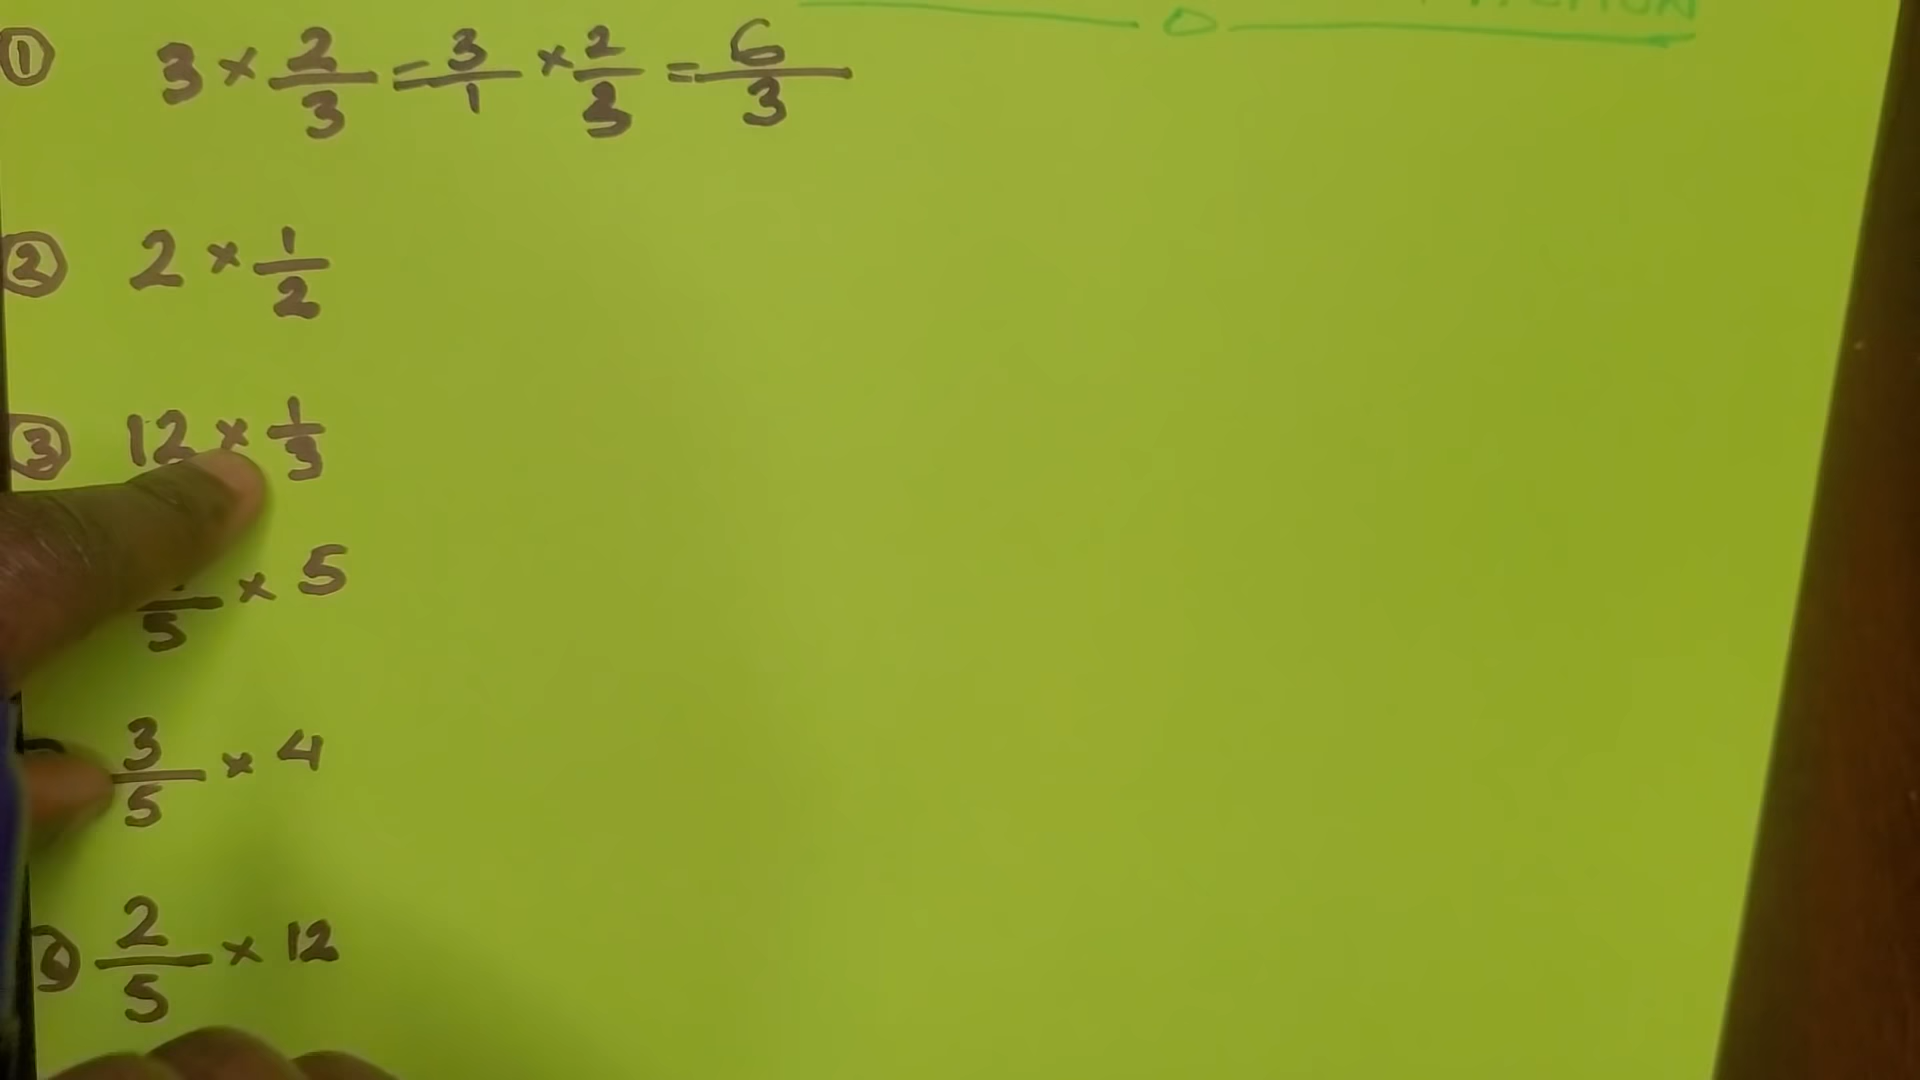 ① 3 × 2/3 = 3/1 × 2/3 = 6/3
② 2 × 1/2
③ 12 × 1/3
/5 × 5
3/5 × 4
2/5 × 12